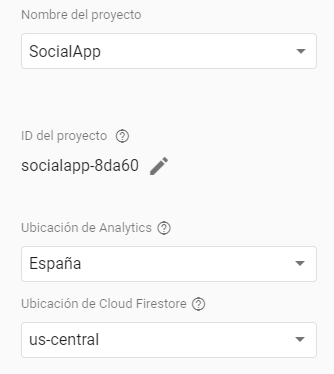 Nombre del proyecto
SocialApp
ID del proyecto
socialapp-8da60
Ubicación de Analytics
España
Ubicación de Cloud Firestore
us-central